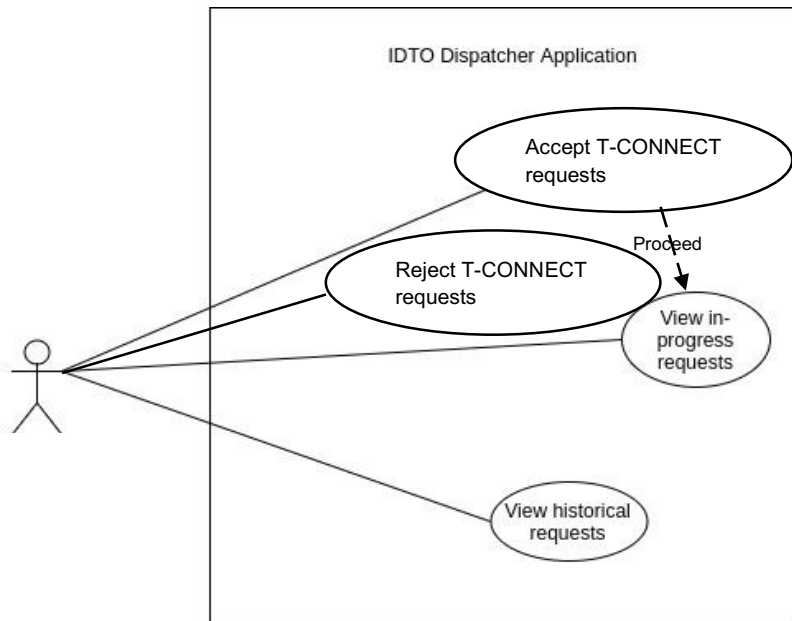 IDTO Dispatcher Application
Accept T-CONNECT
requests
Proceed
Reject T-CONNECT
requests
View in-
progress
requests
View historical
requests